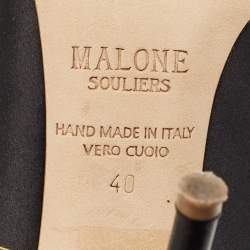 MALONE
SOULIERS
HAND MADE IN ITALY
VERO CUOIO
40